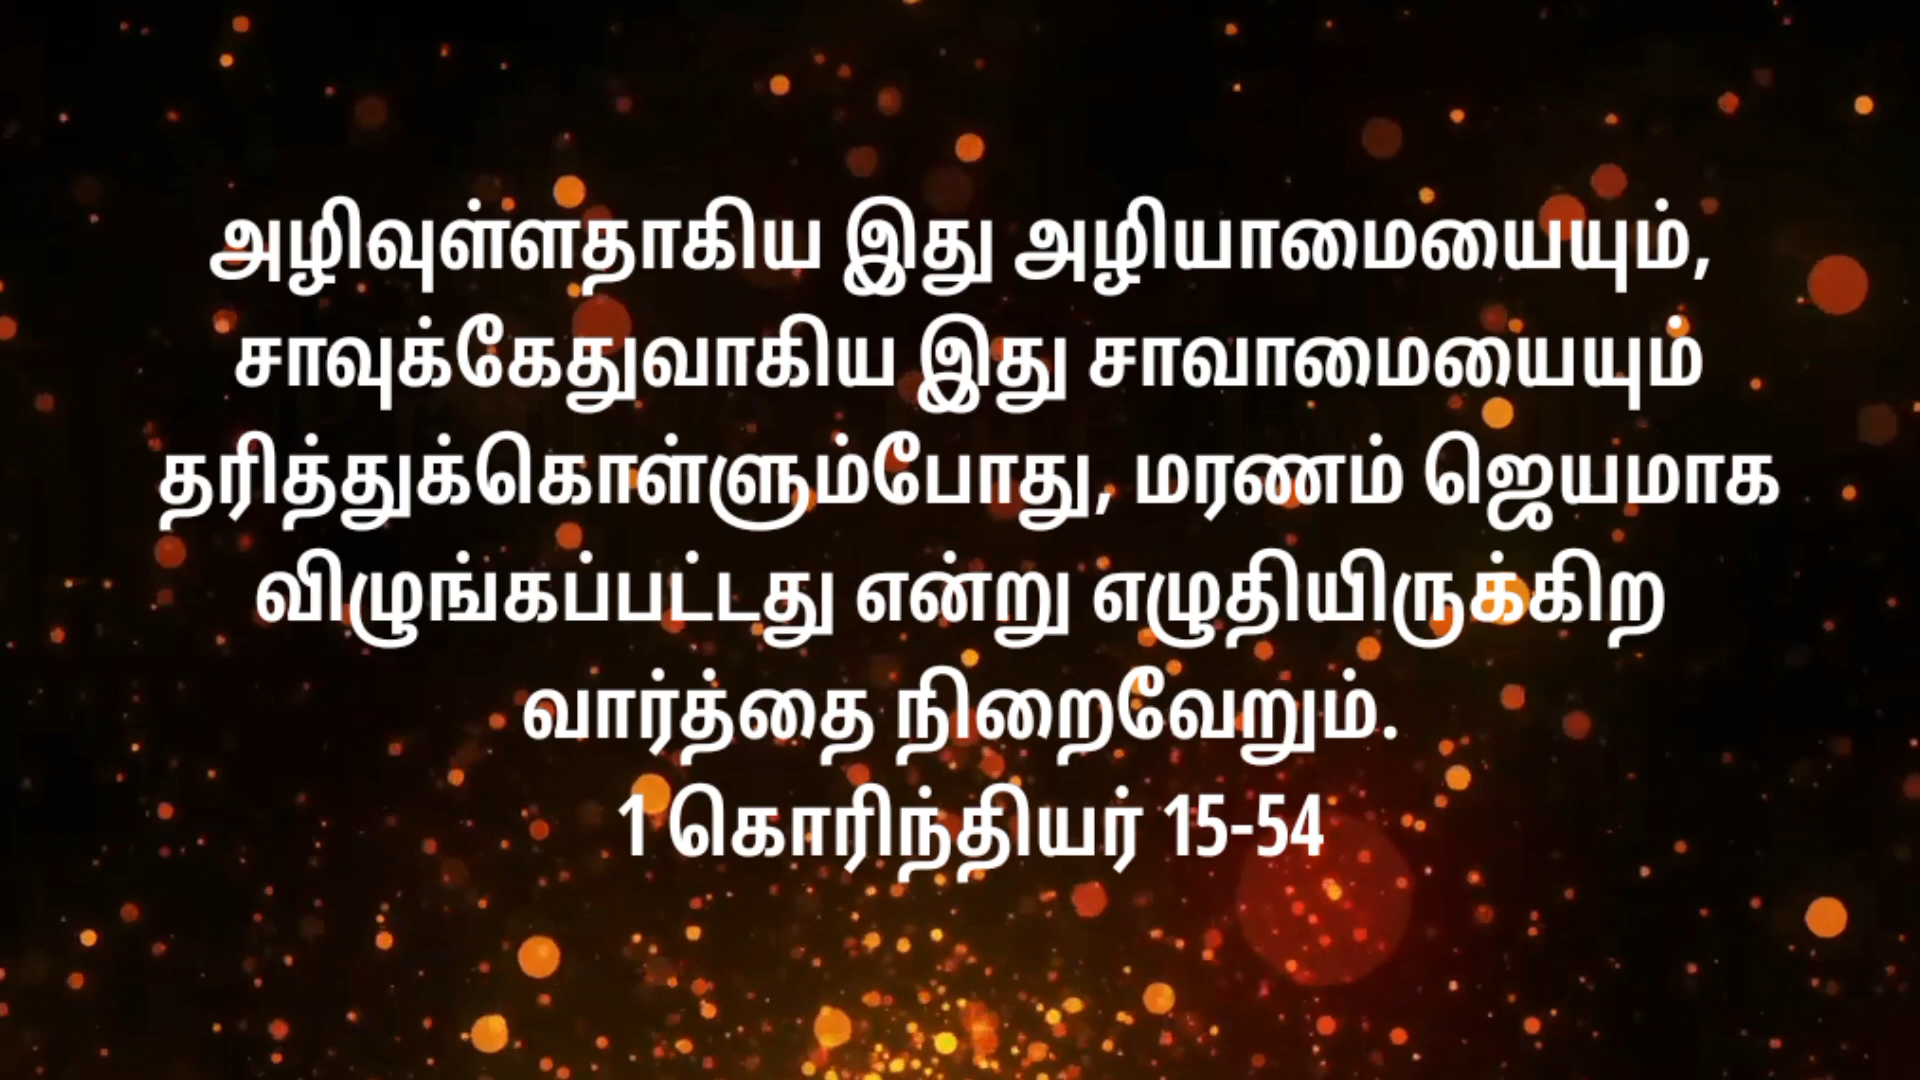 அழிவுள்ளதாகிய இது அழியாமையையும்,
சாவுக்கேதுவாகிய இது சாவாமையையும்
தரித்துக்கொள்ளும்போது, மரணம் ஜெயமாக
விழுங்கப்பட்டது என்று எழுதியிருக்கிற
வார்த்தை நிறைவேறும்.
1 கொரிந்தியர் 15-54